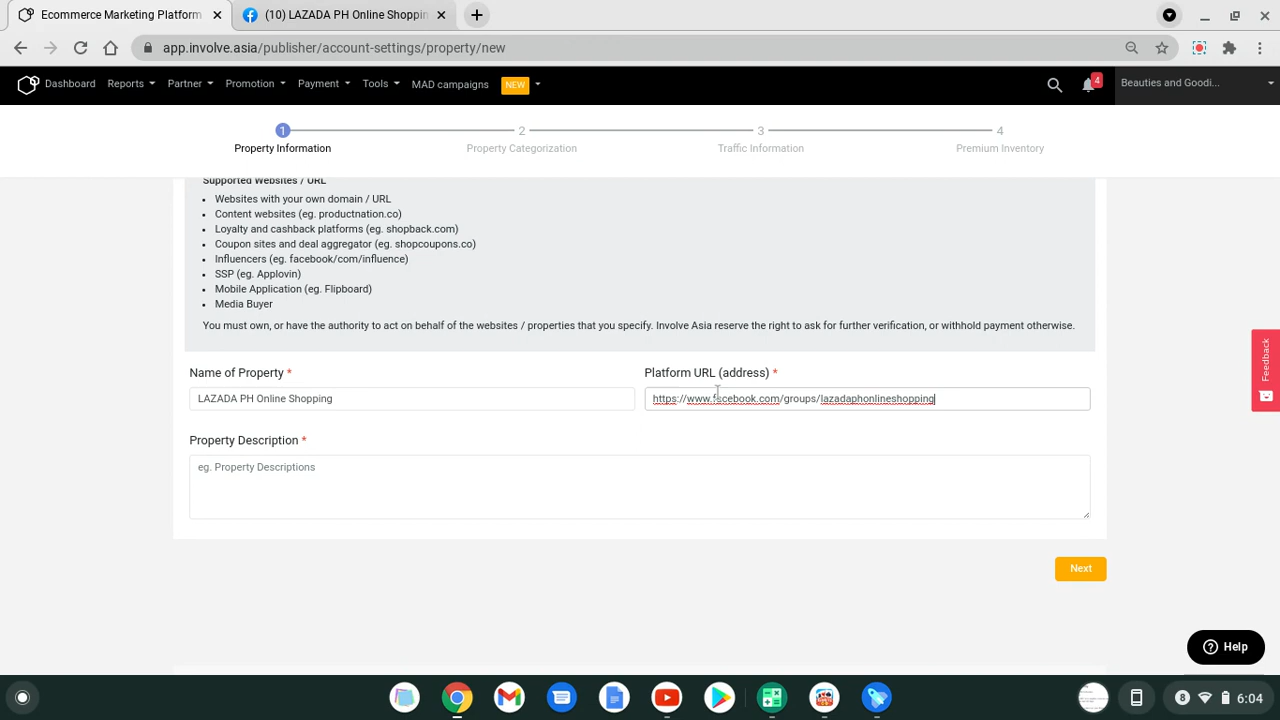 Ecommerce Marketing Platform
(10) LAZADA PH Online Shoppin
app.involve.asia/publisher/account-settings/property/new
Dashboard Reports Partner Promotion Payment Tools MAD campaigns NEW 4 Beauties and Goodi...
1 2 3 4
Property Information Property Categorization Traffic Information Premium Inventory
Supported Websites / URL
• Websites with your own domain / URL
• Content websites (eg. productnation.co)
• Loyalty and cashback platforms (eg. shopback.com)
• Coupon sites and deal aggregator (eg. shopcoupons.co)
• Influencers (eg. facebook/com/influence)
• SSP (eg. Applovin)
• Mobile Application (eg. Flipboard)
• Media Buyer
You must own, or have the authority to act on behalf of the websites / properties that you specify. Involve Asia reserve the right to ask for further verification, or withhold payment otherwise.
Feedback
Name of Property * Platform URL (address) *
LAZADA PH Online Shopping https://www.facebook.com/groups/lazadaphonlineshopping
Property Description *
eg. Property Descriptions
Next
Help
8 6:04